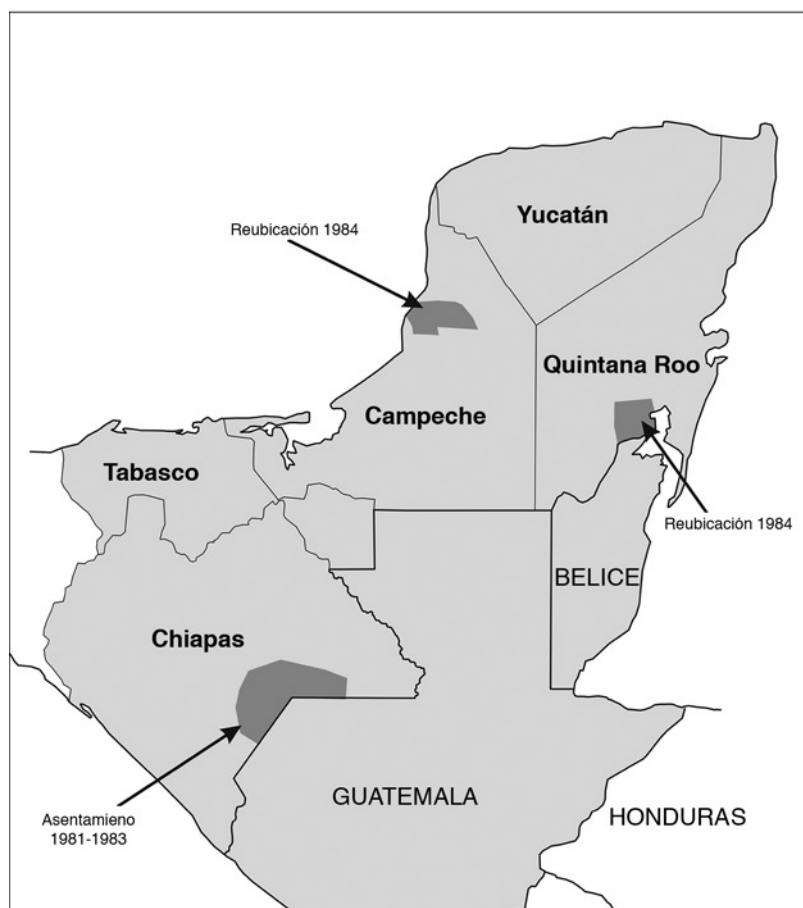 Yucatán
Reubicación 1984
Quintana Roo
Campeche
Tabasco
Reubicación 1984
BELICE
Chiapas
GUATEMALA
HONDURAS
Asentamieno
1981-1983